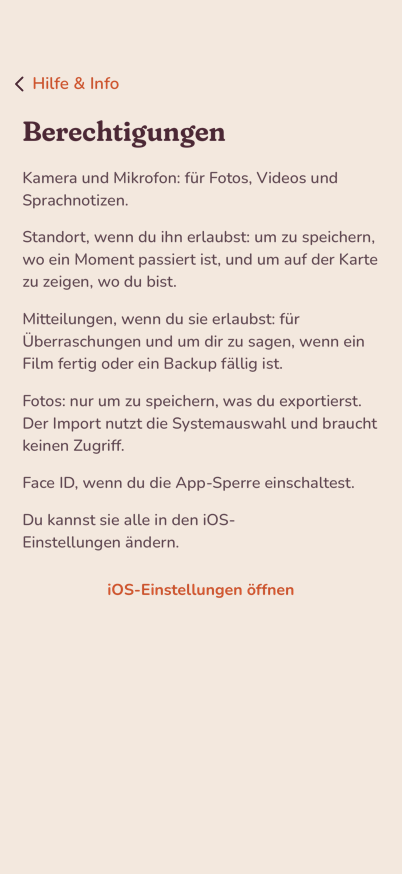 Hilfe & Info
Berechtigungen
Kamera und Mikrofon: für Fotos, Videos und
Sprachnotizen.
Standort, wenn du ihn erlaubst: um zu speichern,
wo ein Moment passiert ist, und um auf der Karte
zu zeigen, wo du bist.
Mitteilungen, wenn du sie erlaubst: für
Überraschungen und um dir zu sagen, wenn ein
Film fertig oder ein Backup fällig ist.
Fotos: nur um zu speichern, was du exportierst.
Der Import nutzt die Systemauswahl und braucht
keinen Zugriff.
Face ID, wenn du die App-Sperre einschaltest.
Du kannst sie alle in den iOS-
Einstellungen ändern.
iOS-Einstellungen öffnen